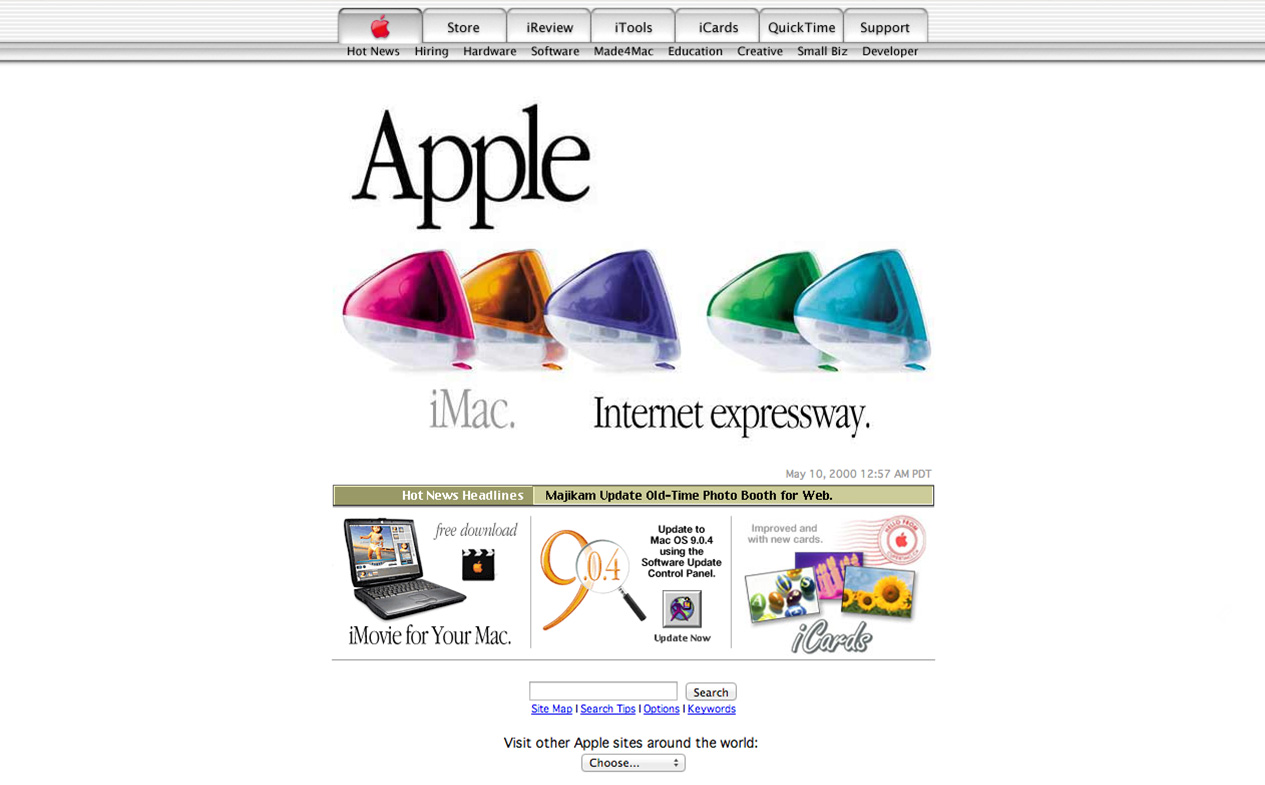 Store iReview iTools iCards QuickTime Support
Hot News Hiring Hardware Software Made4Mac Education Creative Small Biz Developer
Apple
iMac. Internet expressway.
May 10, 2000 12:57 AM PDT
Hot News Headlines Majikam Update Old-Time Photo Booth for Web.
free download
iMovie for Your Mac.
9.0.4
Update to
Mac OS 9.0.4
using the
Software Update
Control Panel.
Update Now
Improved and
with new cards.
HELLO FROM
iCards
Search
Site Map | Search Tips | Options | Keywords
Visit other Apple sites around the world:
Choose...